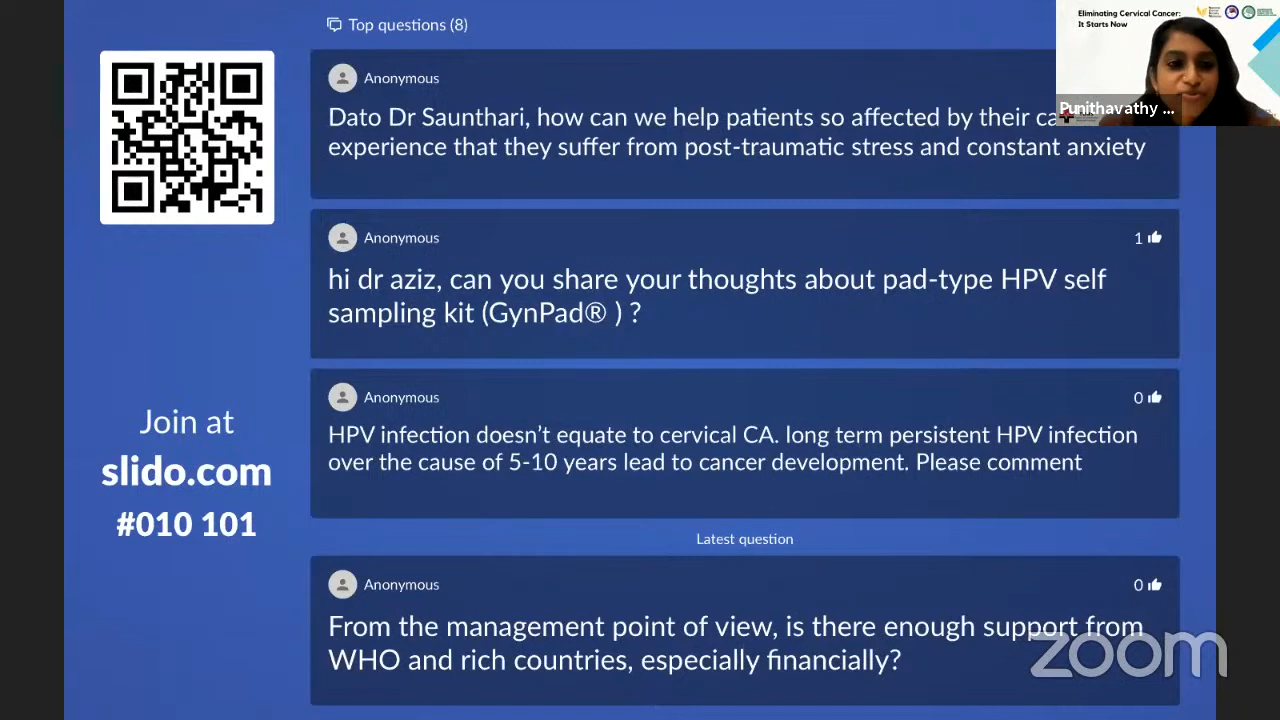 Top questions (8)
Anonymous
Dato Dr Saunthari, how can we help patients so affected by their
experience that they suffer from post-traumatic stress and constant anxiety
Anonymous
1
hi dr aziz, can you share your thoughts about pad-type HPV self
sampling kit (GynPad® ) ?
Anonymous
0
HPV infection doesn’t equate to cervical CA. long term persistent HPV infection
over the cause of 5-10 years lead to cancer development. Please comment
Latest question
Anonymous
0
From the management point of view, is there enough support from
WHO and rich countries, especially financially?
Join at
slido.com
#010 101
Eliminating Cervical Cancer:
It Starts Now
Punithavathy ...
zoom